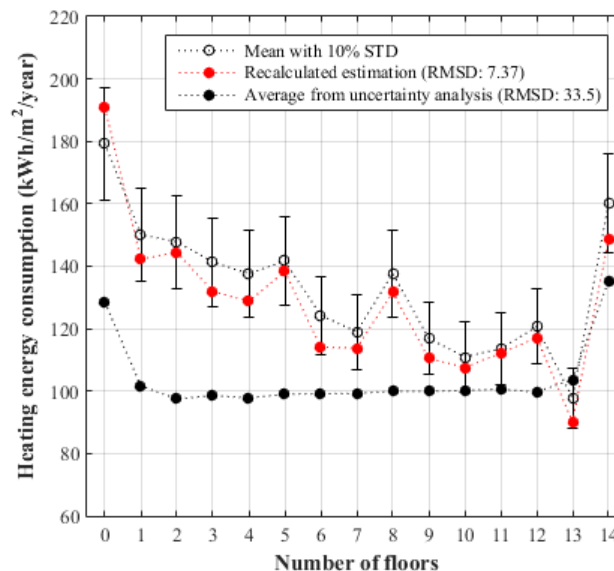 220
200
180
160
140
120
100
80
60
Heating energy consumption (kWh/m²/year)
Mean with 10% STD
Recalculated estimation (RMSD: 7.37)
Average from uncertainty analysis (RMSD: 33.5)
0 1 2 3 4 5 6 7 8 9 10 11 12 13 14
Number of floors